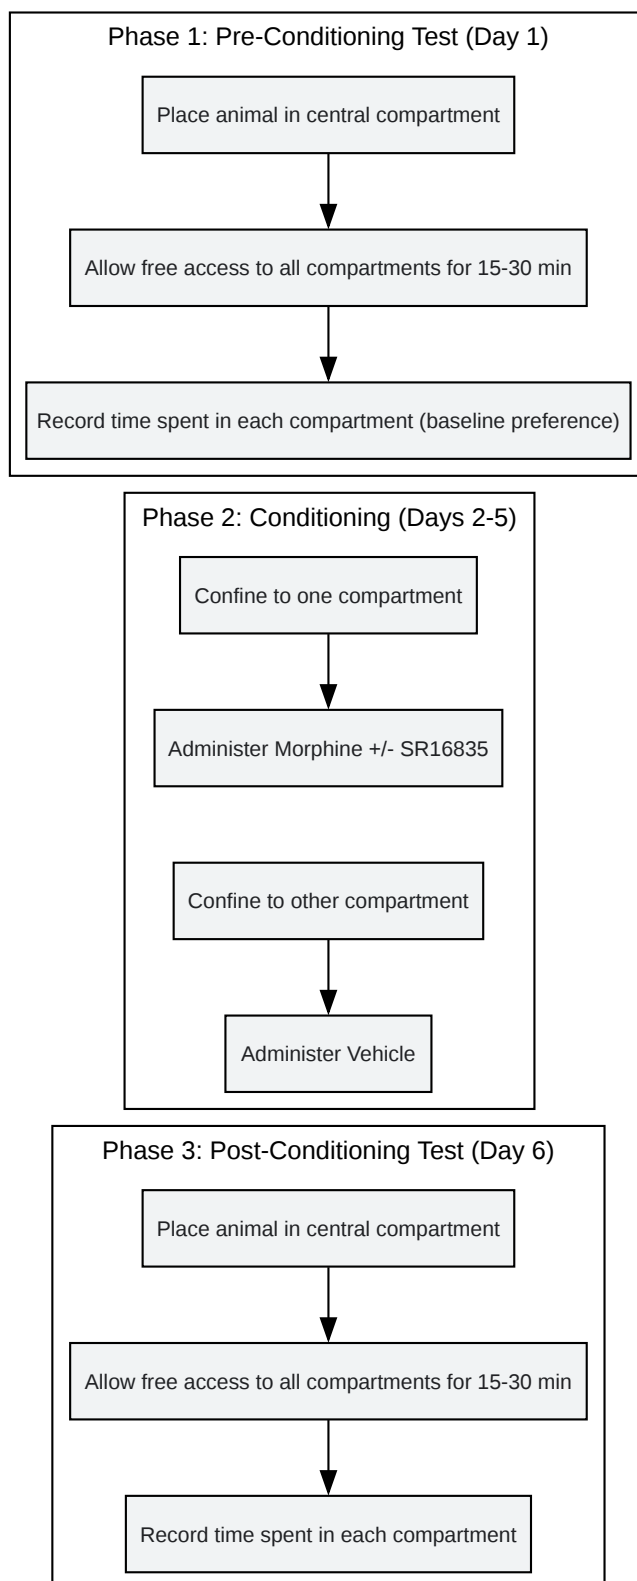 Phase 1: Pre-Conditioning Test (Day 1)
Place animal in central compartment
Allow free access to all compartments for 15-30 min
Record time spent in each compartment (baseline preference)
Phase 2: Conditioning (Days 2-5)
Confine to one compartment
Administer Morphine +/- SR16835
Confine to other compartment
Administer Vehicle
Phase 3: Post-Conditioning Test (Day 6)
Place animal in central compartment
Allow free access to all compartments for 15-30 min
Record time spent in each compartment